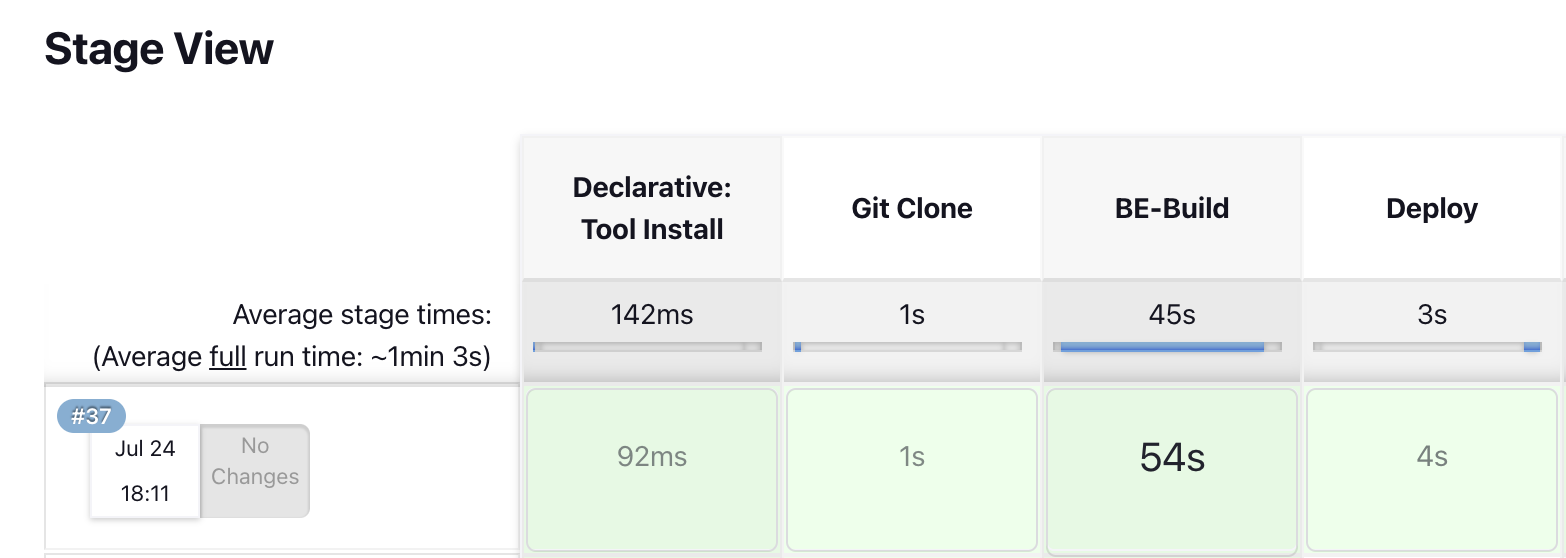 Stage View
Declarative:
Tool Install
Git Clone
BE-Build
Deploy
Average stage times:
(Average full run time: ~1min 3s)
142ms
1s
45s
3s
#37
Jul 24
18:11
No
Changes
92ms
1s
54s
4s